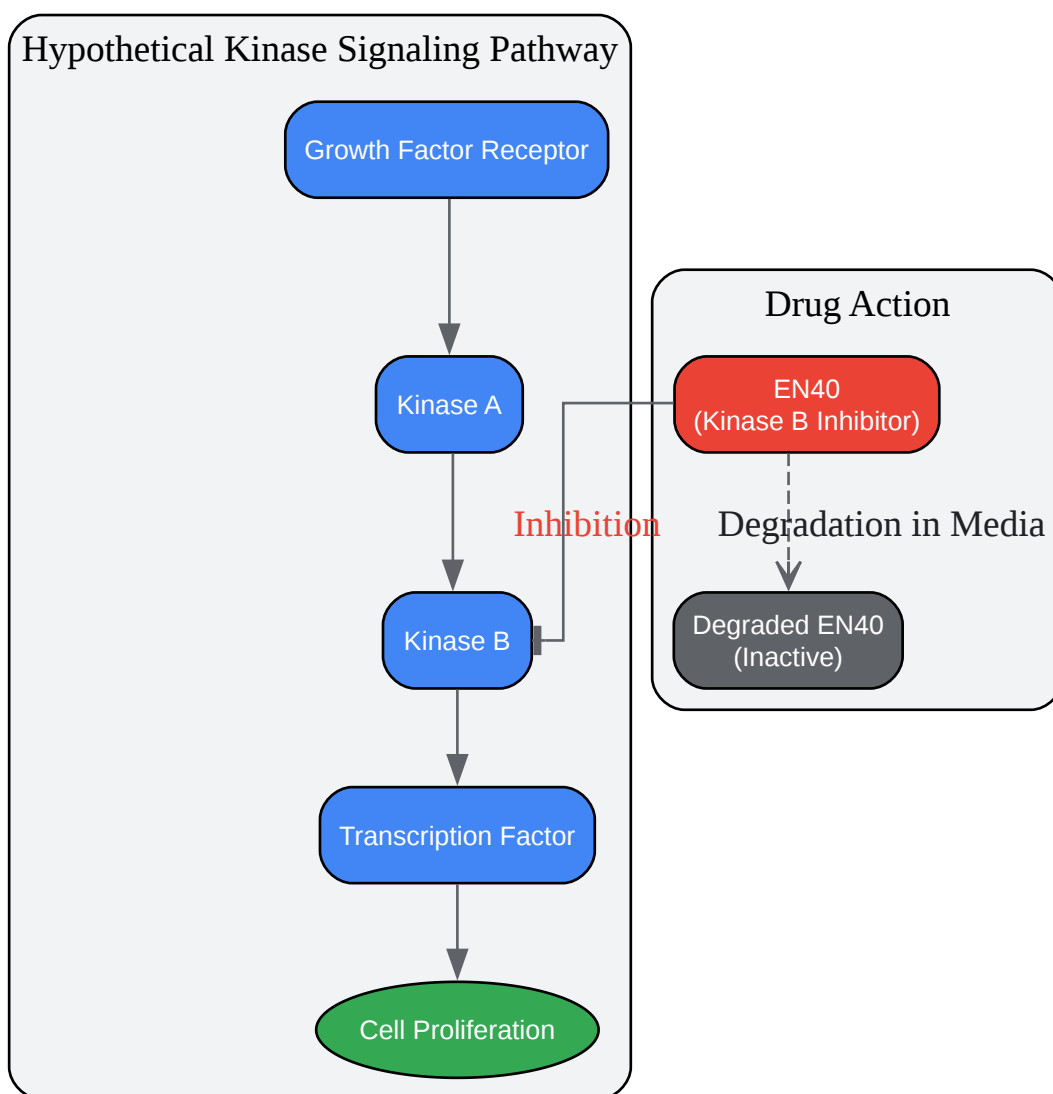 Hypothetical Kinase Signaling Pathway
Growth Factor Receptor
Drug Action
Kinase A
EN40
(Kinase B Inhibitor)
Inhibition
Degradation in Media
Kinase B
Degraded EN40
(Inactive)
Transcription Factor
Cell Proliferation